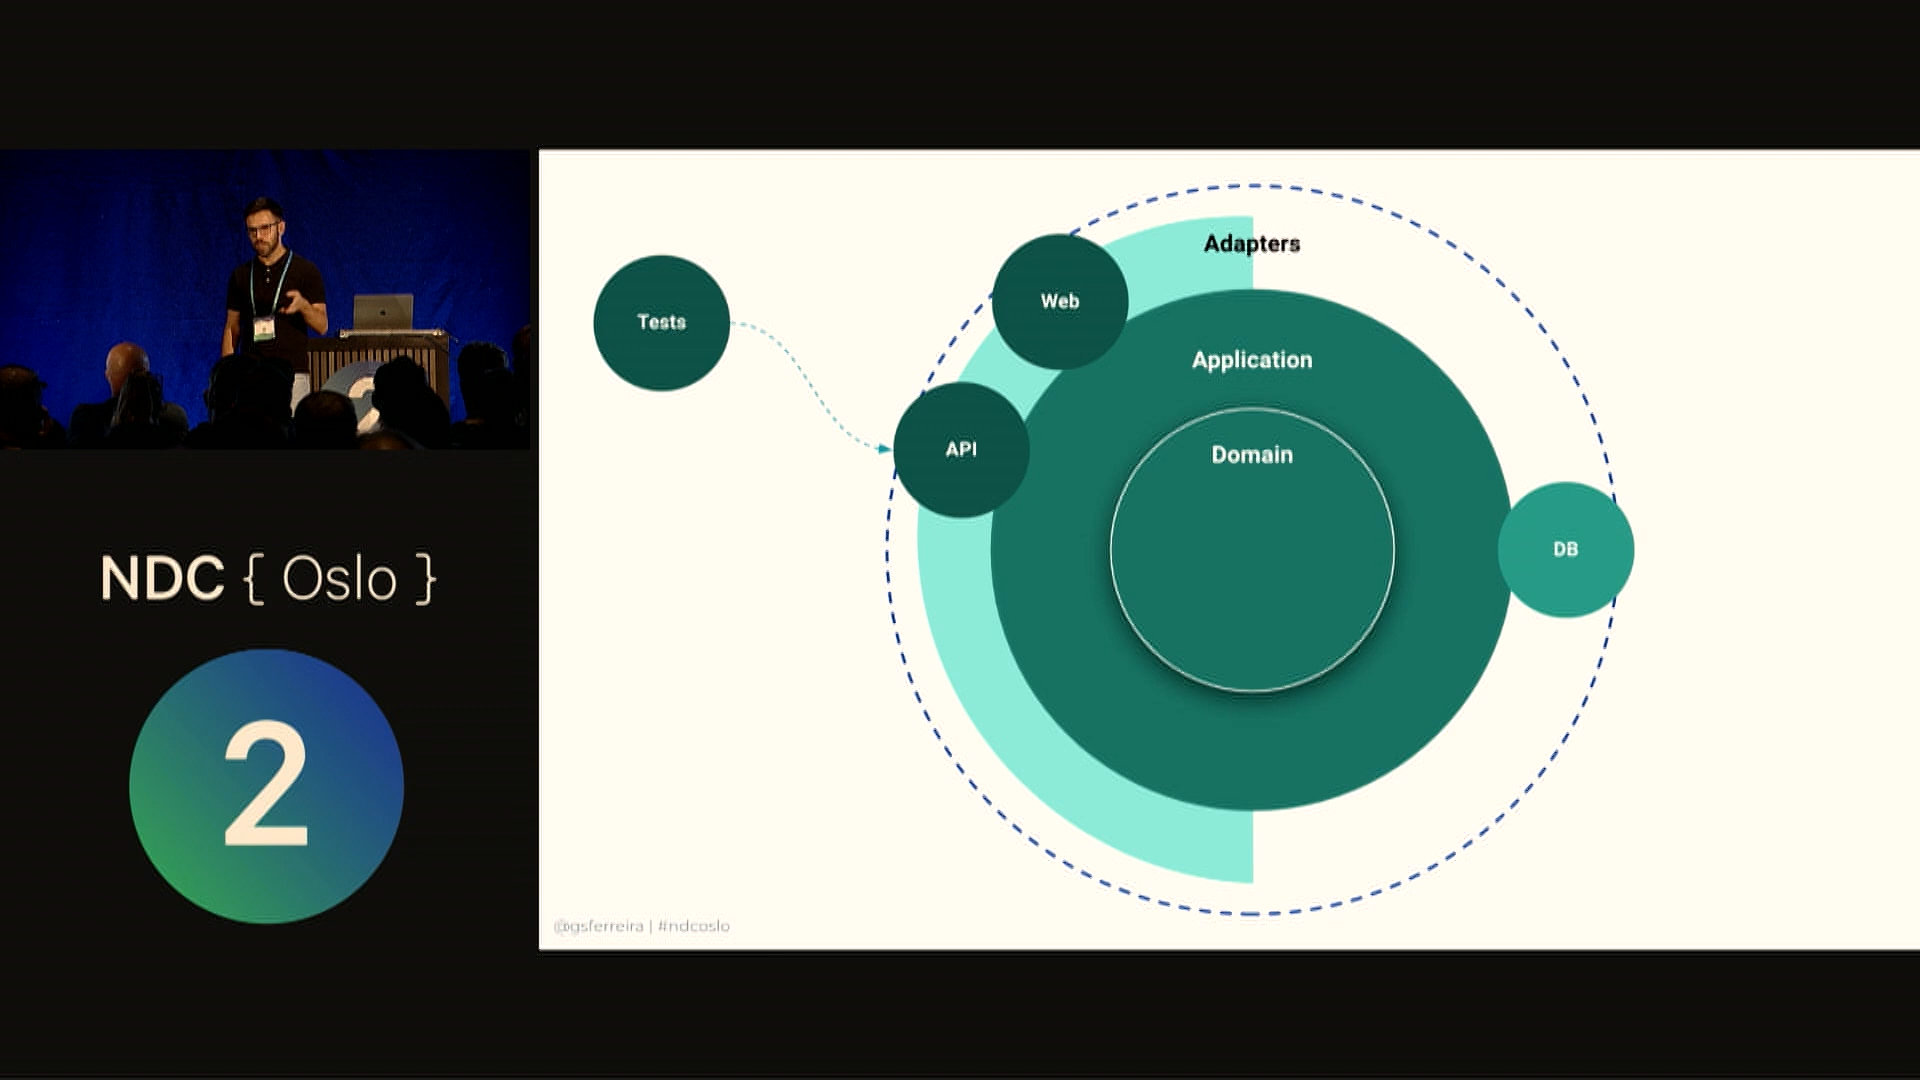 NDC { Oslo }
2
Adapters
Web
Tests
Application
API
Domain
DB
@gsferreira | #ndcoslo